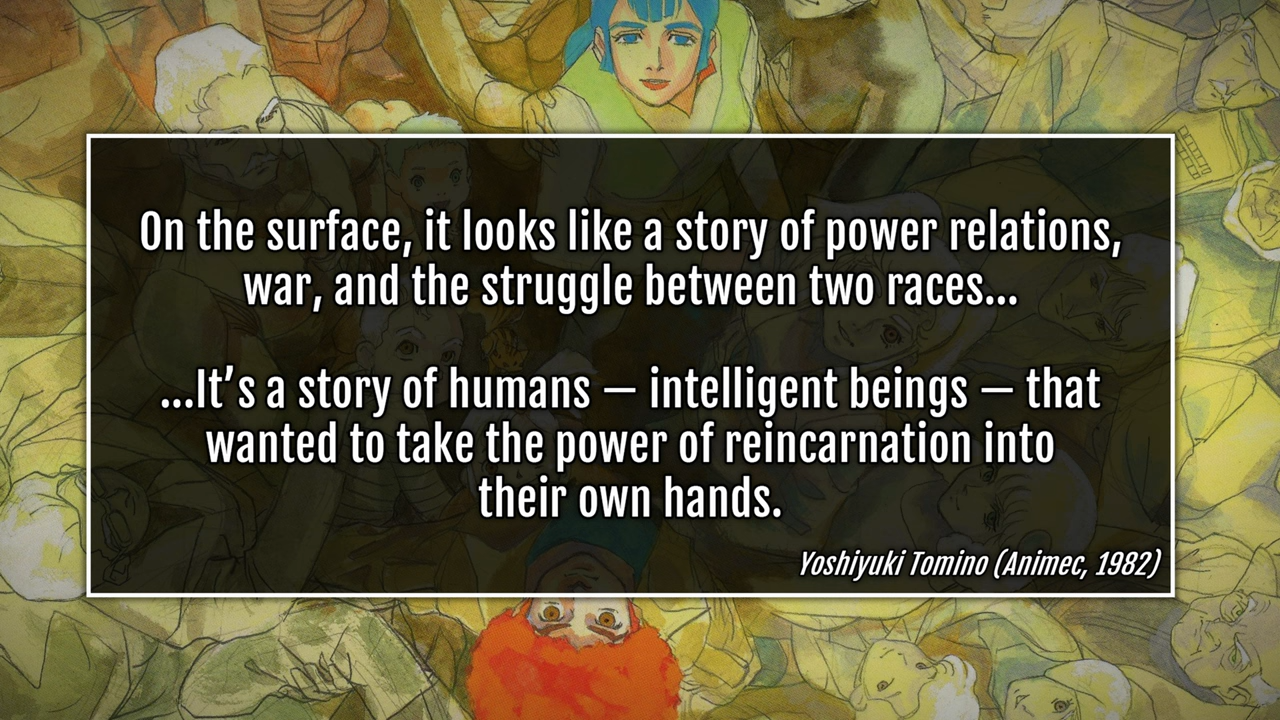 On the surface, it looks like a story of power relations,
war, and the struggle between two races...
...It’s a story of humans — intelligent beings — that
wanted to take the power of reincarnation into
their own hands.
Yoshiyuki Tomino (Animec, 1982)